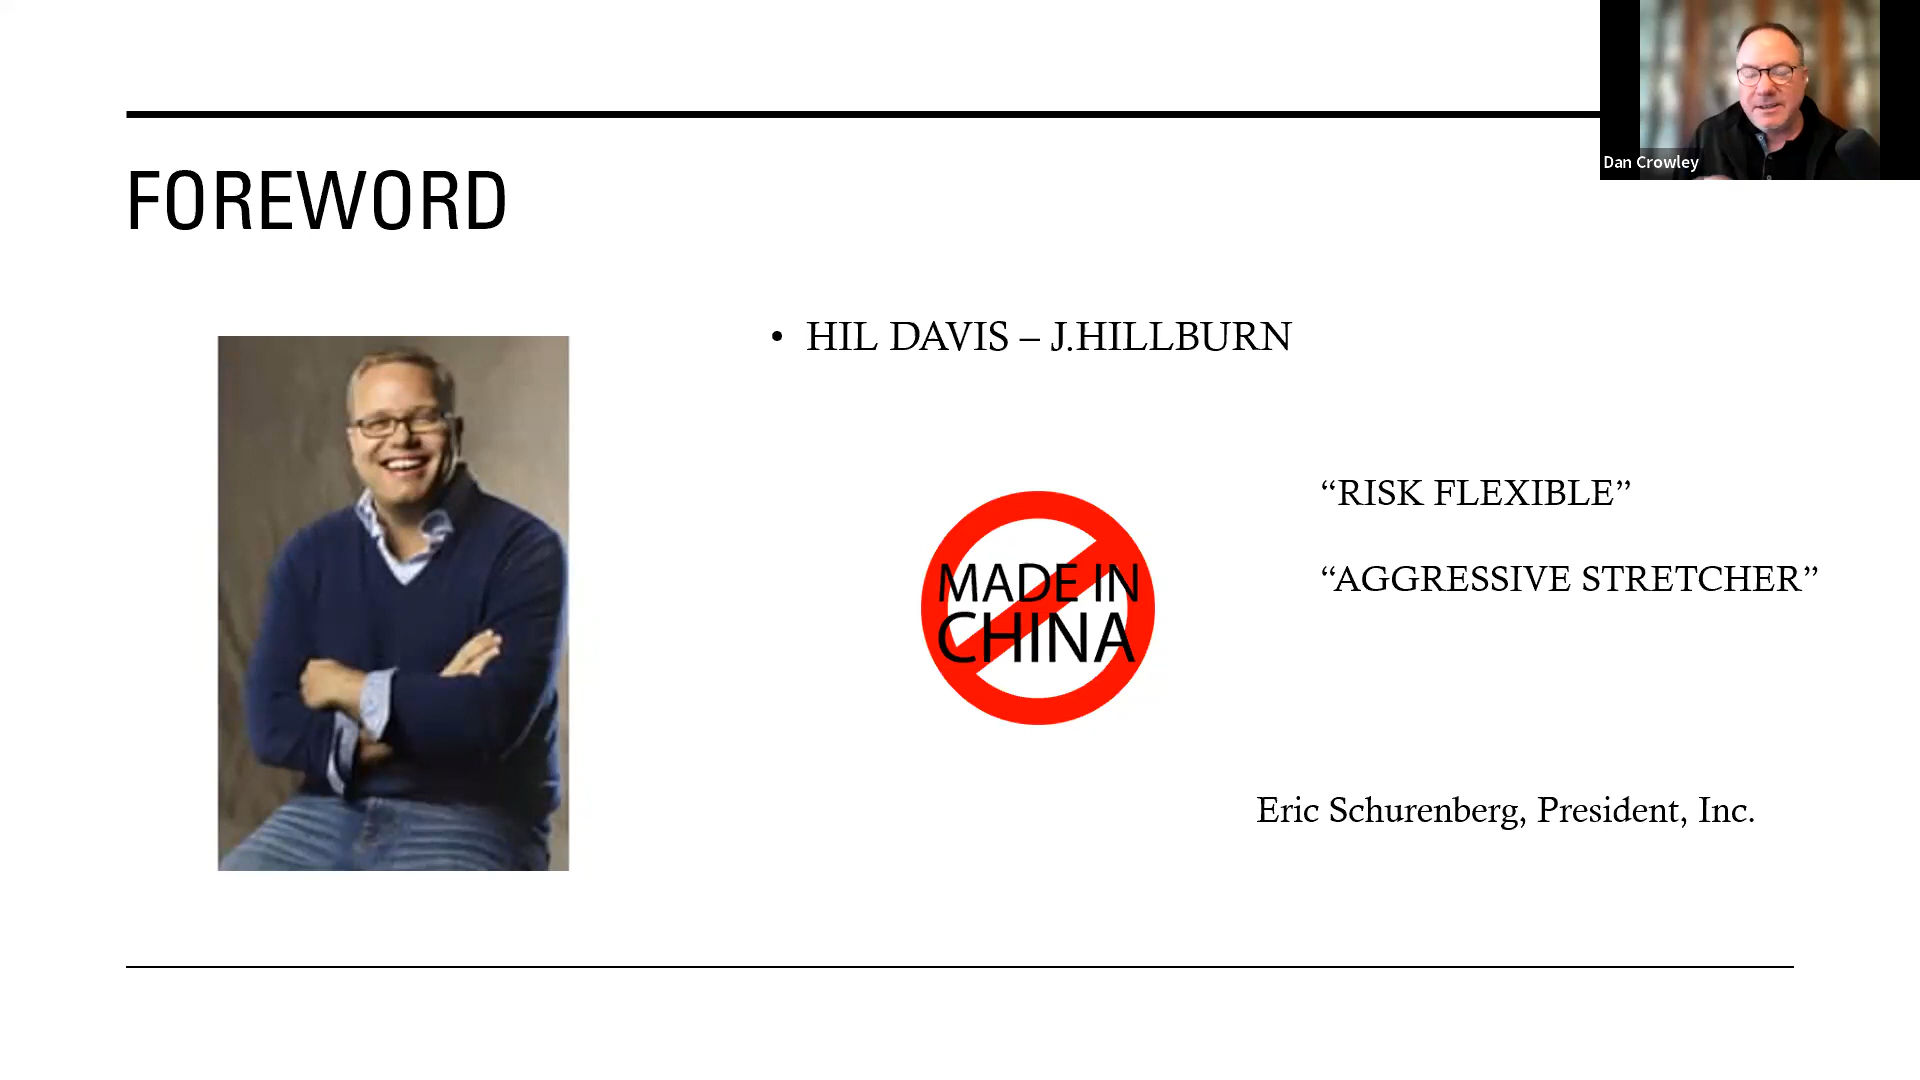 Dan Crowley
FOREWORD
• HIL DAVIS – J.HILLBURN
“RISK FLEXIBLE”
“AGGRESSIVE STRETCHER”
MADE IN
CHINA
Eric Schurenberg, President, Inc.